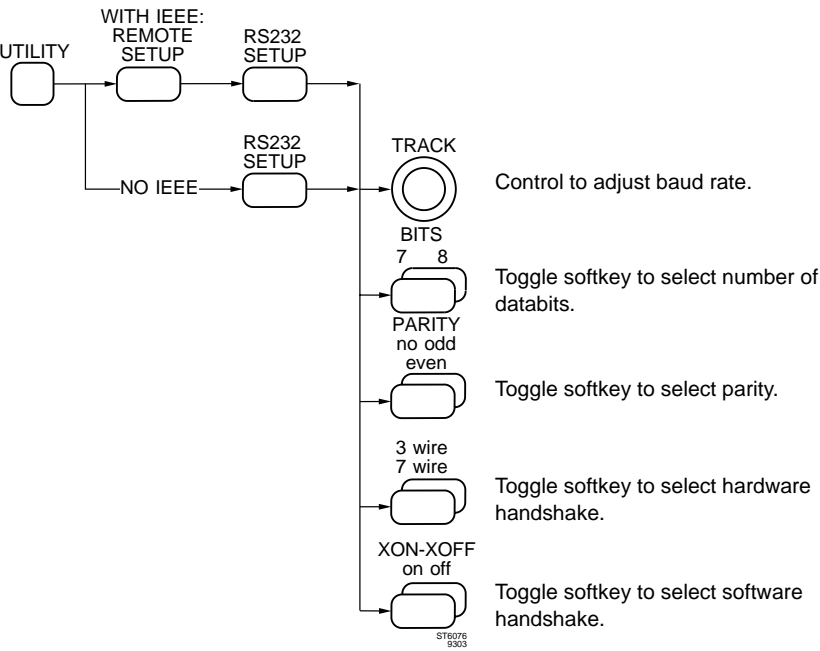 WITH IEEE:
REMOTE
SETUP
RS232
SETUP
UTILITY
RS232
SETUP
NO IEEE
TRACK
Control to adjust baud rate.
BITS
7 8
Toggle softkey to select number of
databits.
PARITY
no odd
even
Toggle softkey to select parity.
3 wire
7 wire
Toggle softkey to select hardware
handshake.
XON-XOFF
on off
Toggle softkey to select software
handshake.
ST6076
9303